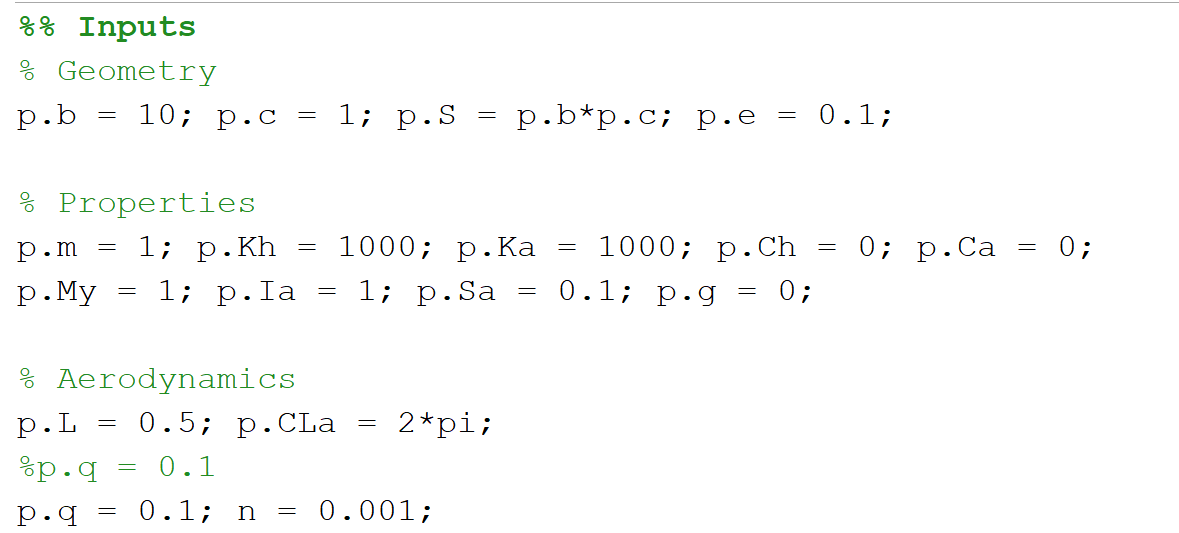 %% Inputs
% Geometry
p.b = 10; p.c = 1; p.S = p.b*p.c; p.e = 0.1;
% Properties
p.m = 1; p.Kh = 1000; p.Ka = 1000; p.Ch = 0; p.Ca = 0;
p.My = 1; p.Ia = 1; p.Sa = 0.1; p.g = 0;
% Aerodynamics
p.L = 0.5; p.CLa = 2*pi;
%p.q = 0.1
p.q = 0.1; n = 0.001;